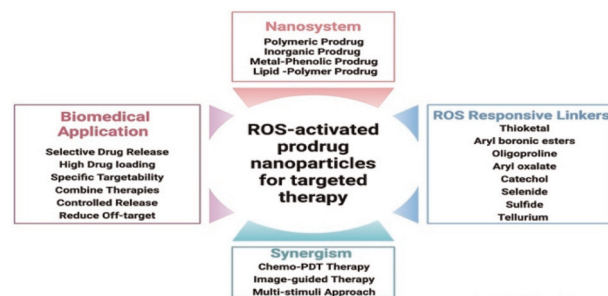 Nanosystem
Polymeric Prodrug
Inorganic Prodrug
Metal-Phenolic Prodrug
Lipid -Polymer Prodrug
Biomedical
Application
Selective Drug Release
High Drug loading
Specific Targetability
Combine Therapies
Controlled Release
Reduce Off-target
ROS-activated
prodrug
nanoparticles
for targeted
therapy
ROS Responsive Linkers
Thioketal
Aryl boronic esters
Oligoproline
Aryl oxalate
Catechol
Selenide
Sulfide
Tellurium
Synergism
Chemo-PDT Therapy
Image-guided Therapy
Multi-stimuli Approach